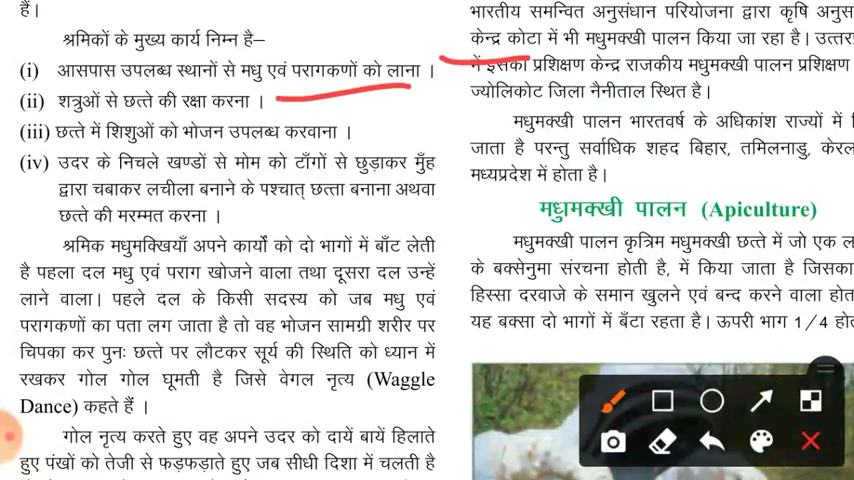 हैं।
श्रमिकों के मुख्य कार्य निम्न है–
(i) आसपास उपलब्ध स्थानों से मधु एवं परागकणों को लाना ।
(ii) शत्रुओं से छत्ते की रक्षा करना ।
(iii) छत्ते में शिशुओं को भोजन उपलब्ध करवाना ।
(iv) उदर के निचले खण्डों से मोम को टाँगों से छुड़ाकर मुँह
द्वारा चबाकर लचीला बनाने के पश्चात् छत्ता बनाना अथवा
छत्ते की मरम्मत करना ।
श्रमिक मधुमक्खियाँ अपने कार्यों को दो भागों में बाँट लेती
है पहला दल मधु एवं पराग खोजने वाला तथा दूसरा दल उन्हें
लाने वाला। पहले दल के किसी सदस्य को जब मधु एवं
परागकणों का पता लग जाता है तो वह भोजन सामग्री शरीर पर
चिपका कर पुनः छत्ते पर लौटकर सूर्य की स्थिति को ध्यान में
रखकर गोल गोल घूमती है जिसे वेगल नृत्य (Waggle
Dance) कहते हैं ।
गोल नृत्य करते हुए वह अपने उदर को दायें बायें हिलाते
हुए पंखों को तेजी से फड़फड़ाते हुए जब सीधी दिशा में चलती है
भारतीय समन्वित अनुसंधान परियोजना द्वारा कृषि अनुस
केन्द्र कोटा में भी मधुमक्खी पालन किया जा रहा है। उत्तर
में इसका प्रशिक्षण केन्द्र राजकीय मधुमक्खी पालन प्रशिक्षण
ज्योलिकोट जिला नैनीताल स्थित है।
मधुमक्खी पालन भारतवर्ष के अधिकांश राज्यों में
जाता है परन्तु सर्वाधिक शहद बिहार, तमिलनाडु, केरल
मध्यप्रदेश में होता है।
मधुमक्खी पालन (Apiculture)
मधुमक्खी पालन कृत्रिम मधुमक्खी छत्ते में जो एक ल
के बक्सेनुमा संरचना होती है, में किया जाता है जिसका
हिस्सा दरवाजे के समान खुलने एवं बन्द करने वाला होत
यह बक्सा दो भागों में बँटा रहता है। ऊपरी भाग 1/4 हो